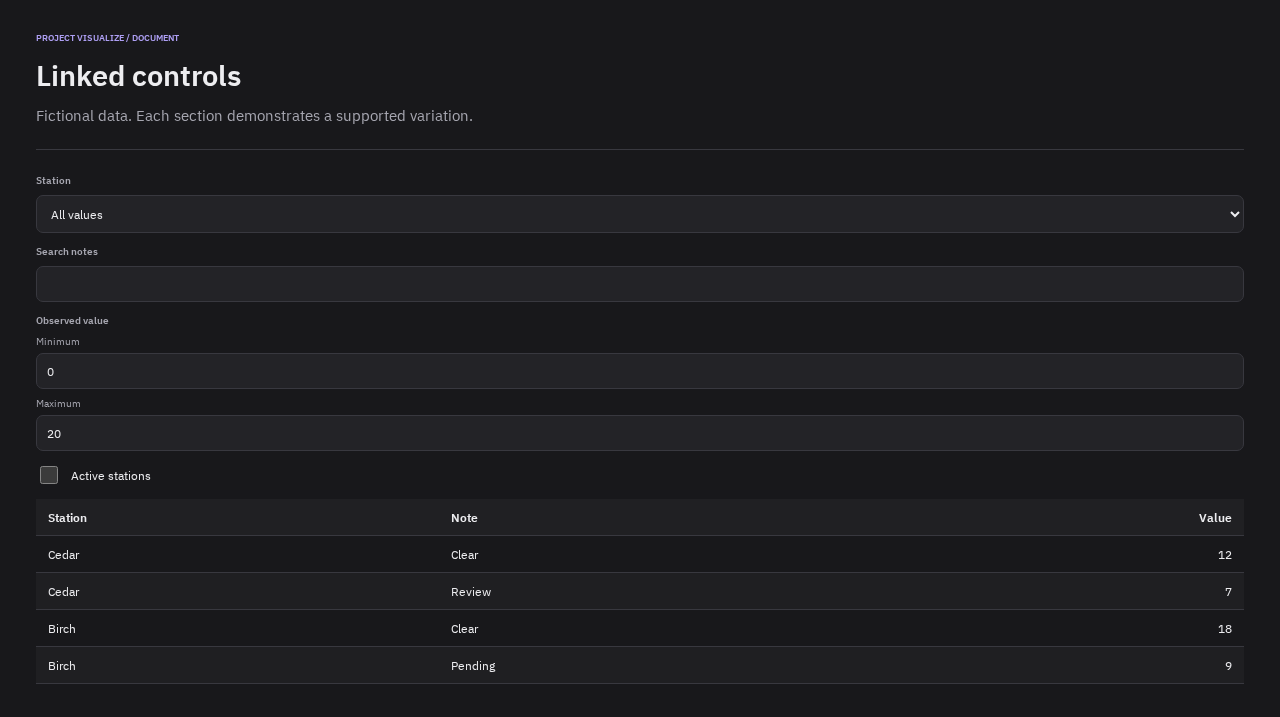 PROJECT VISUALIZE / DOCUMENT
Linked controls
Fictional data. Each section demonstrates a supported variation.
Station
All values
Search notes
Observed value
Minimum
0
Maximum
20
Active stations
Station Note Value
Cedar Clear 12
Cedar Review 7
Birch Clear 18
Birch Pending 9